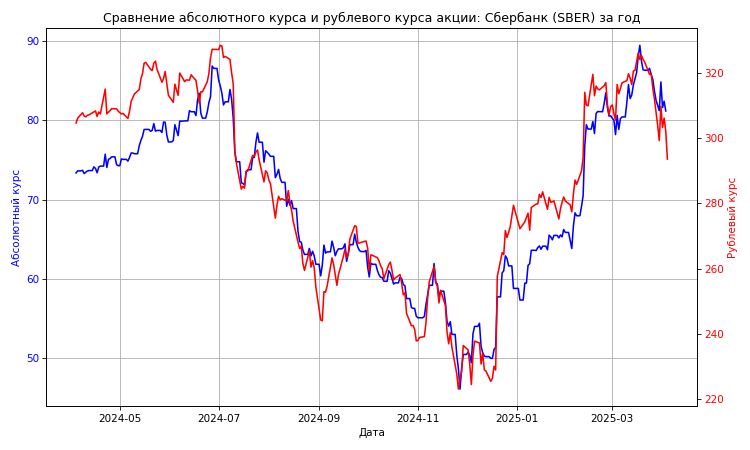 Сравнение абсолютного курса и рублевого курса акции: Сбербанк (SBER) за год
90
80
70
60
50
Абсолютный курс
320
300
280
260
240
220
Рублевый курс
2024-05 2024-07 2024-09 2024-11 2025-01 2025-03
Дата